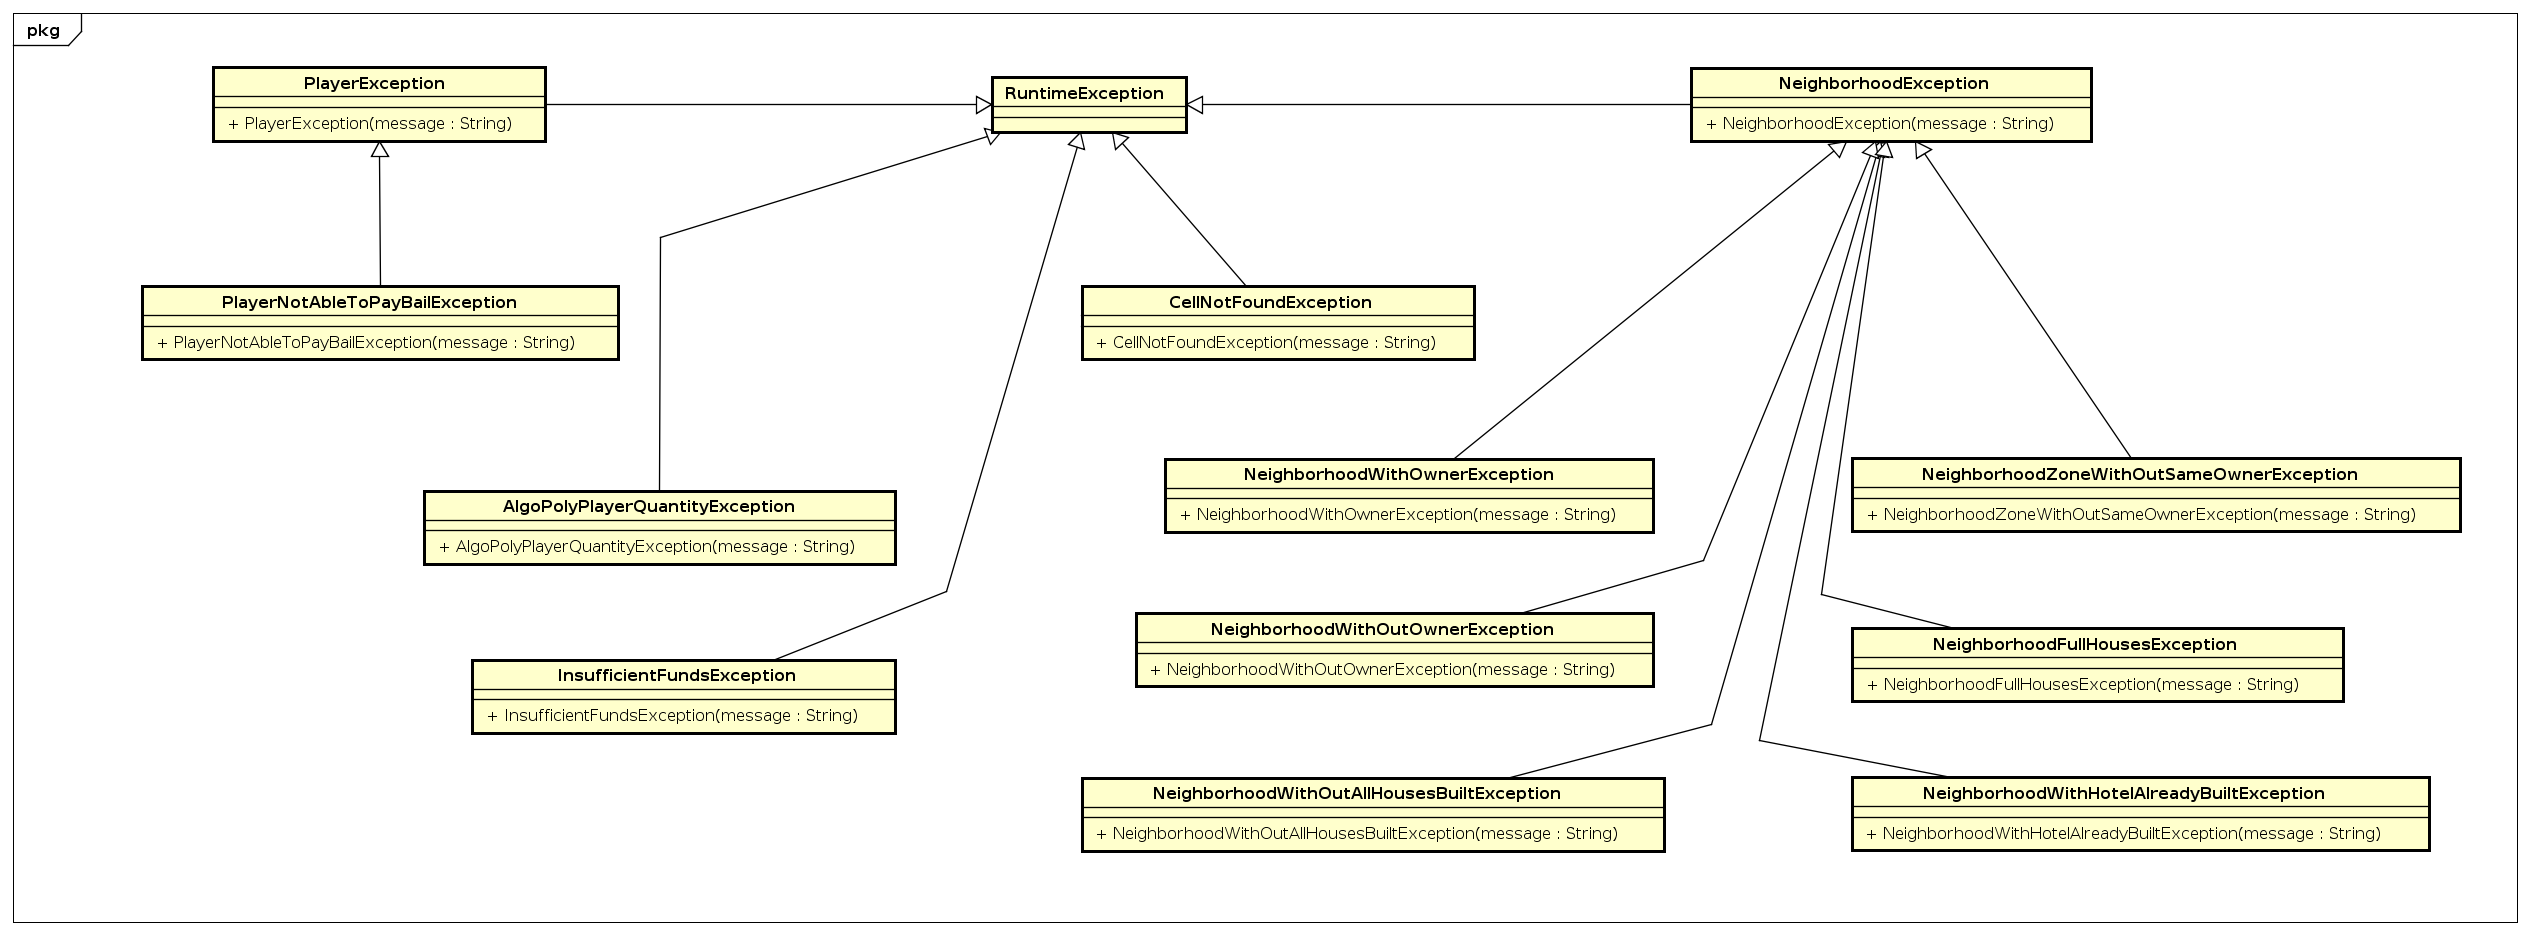 pkg
PlayerException
+ PlayerException(message : String)
RuntimeException
NeighborhoodException
+ NeighborhoodException(message : String)
PlayerNotAbleToPayBailException
+ PlayerNotAbleToPayBailException(message : String)
CellNotFoundException
+ CellNotFoundException(message : String)
NeighborhoodWithOwnerException
+ NeighborhoodWithOwnerException(message : String)
NeighborhoodZoneWithOutSameOwnerException
+ NeighborhoodZoneWithOutSameOwnerException(message : String)
AlgoPolyPlayerQuantityException
+ AlgoPolyPlayerQuantityException(message : String)
NeighborhoodWithOutOwnerException
+ NeighborhoodWithOutOwnerException(message : String)
NeighborhoodFullHousesException
+ NeighborhoodFullHousesException(message : String)
InsufficientFundsException
+ InsufficientFundsException(message : String)
NeighborhoodWithOutAllHousesBuiltException
+ NeighborhoodWithOutAllHousesBuiltException(message : String)
NeighborhoodWithHotelAlreadyBuiltException
+ NeighborhoodWithHotelAlreadyBuiltException(message : String)